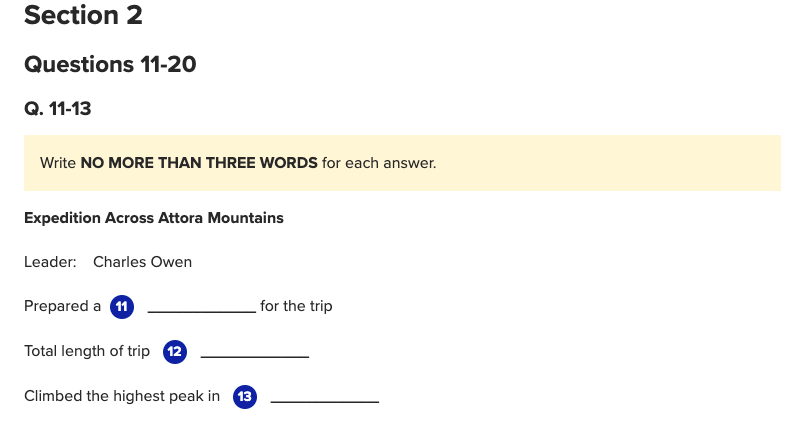 Section 2
Questions 11-20
Q. 11-13
Write NO MORE THAN THREE WORDS for each answer.
Expedition Across Attora Mountains
Leader: Charles Owen
Prepared a 11 ____________ for the trip
Total length of trip 12 ____________
Climbed the highest peak in 13 ____________